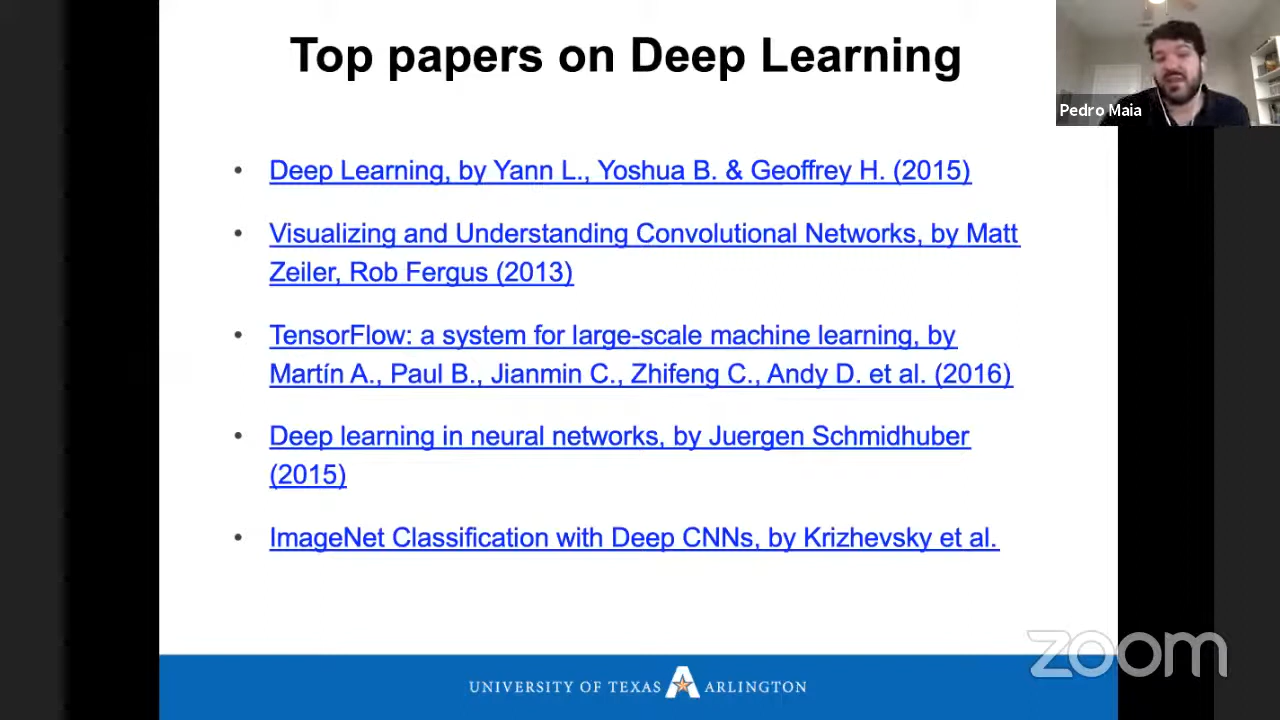 Top papers on Deep Learning
Pedro Maia
• Deep Learning, by Yann L., Yoshua B. & Geoffrey H. (2015)
• Visualizing and Understanding Convolutional Networks, by Matt
Zeiler, Rob Fergus (2013)
• TensorFlow: a system for large-scale machine learning, by
Martín A., Paul B., Jianmin C., Zhifeng C., Andy D. et al. (2016)
• Deep learning in neural networks, by Juergen Schmidhuber
(2015)
• ImageNet Classification with Deep CNNs, by Krizhevsky et al.
zoom
UNIVERSITY OF TEXAS A ARLINGTON